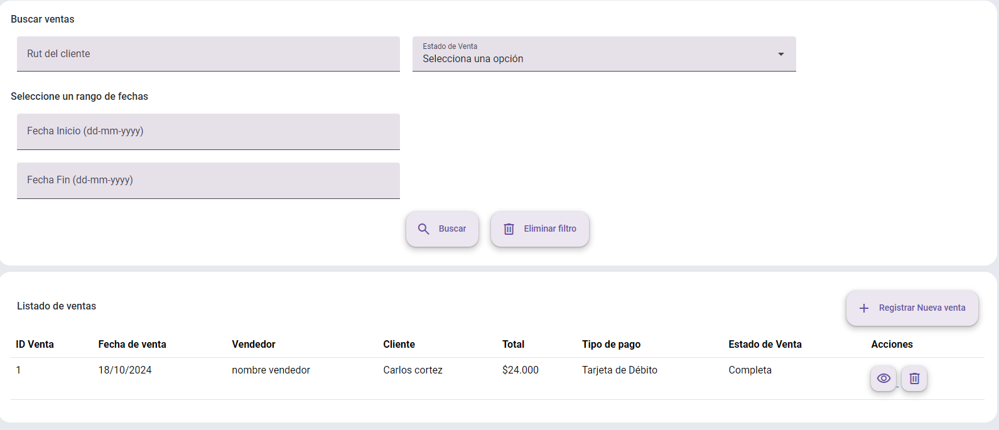 Buscar ventas
Rut del cliente
Estado de Venta
Selecciona una opción
Seleccione un rango de fechas
Fecha Inicio (dd-mm-yyyy)
Fecha Fin (dd-mm-yyyy)
Buscar Eliminar filtro
Listado de ventas
Registrar Nueva venta
ID Venta Fecha de venta Vendedor Cliente Total Tipo de pago Estado de Venta Acciones
1 18/10/2024 nombre vendedor Carlos cortez $24.000 Tarjeta de Débito Completa